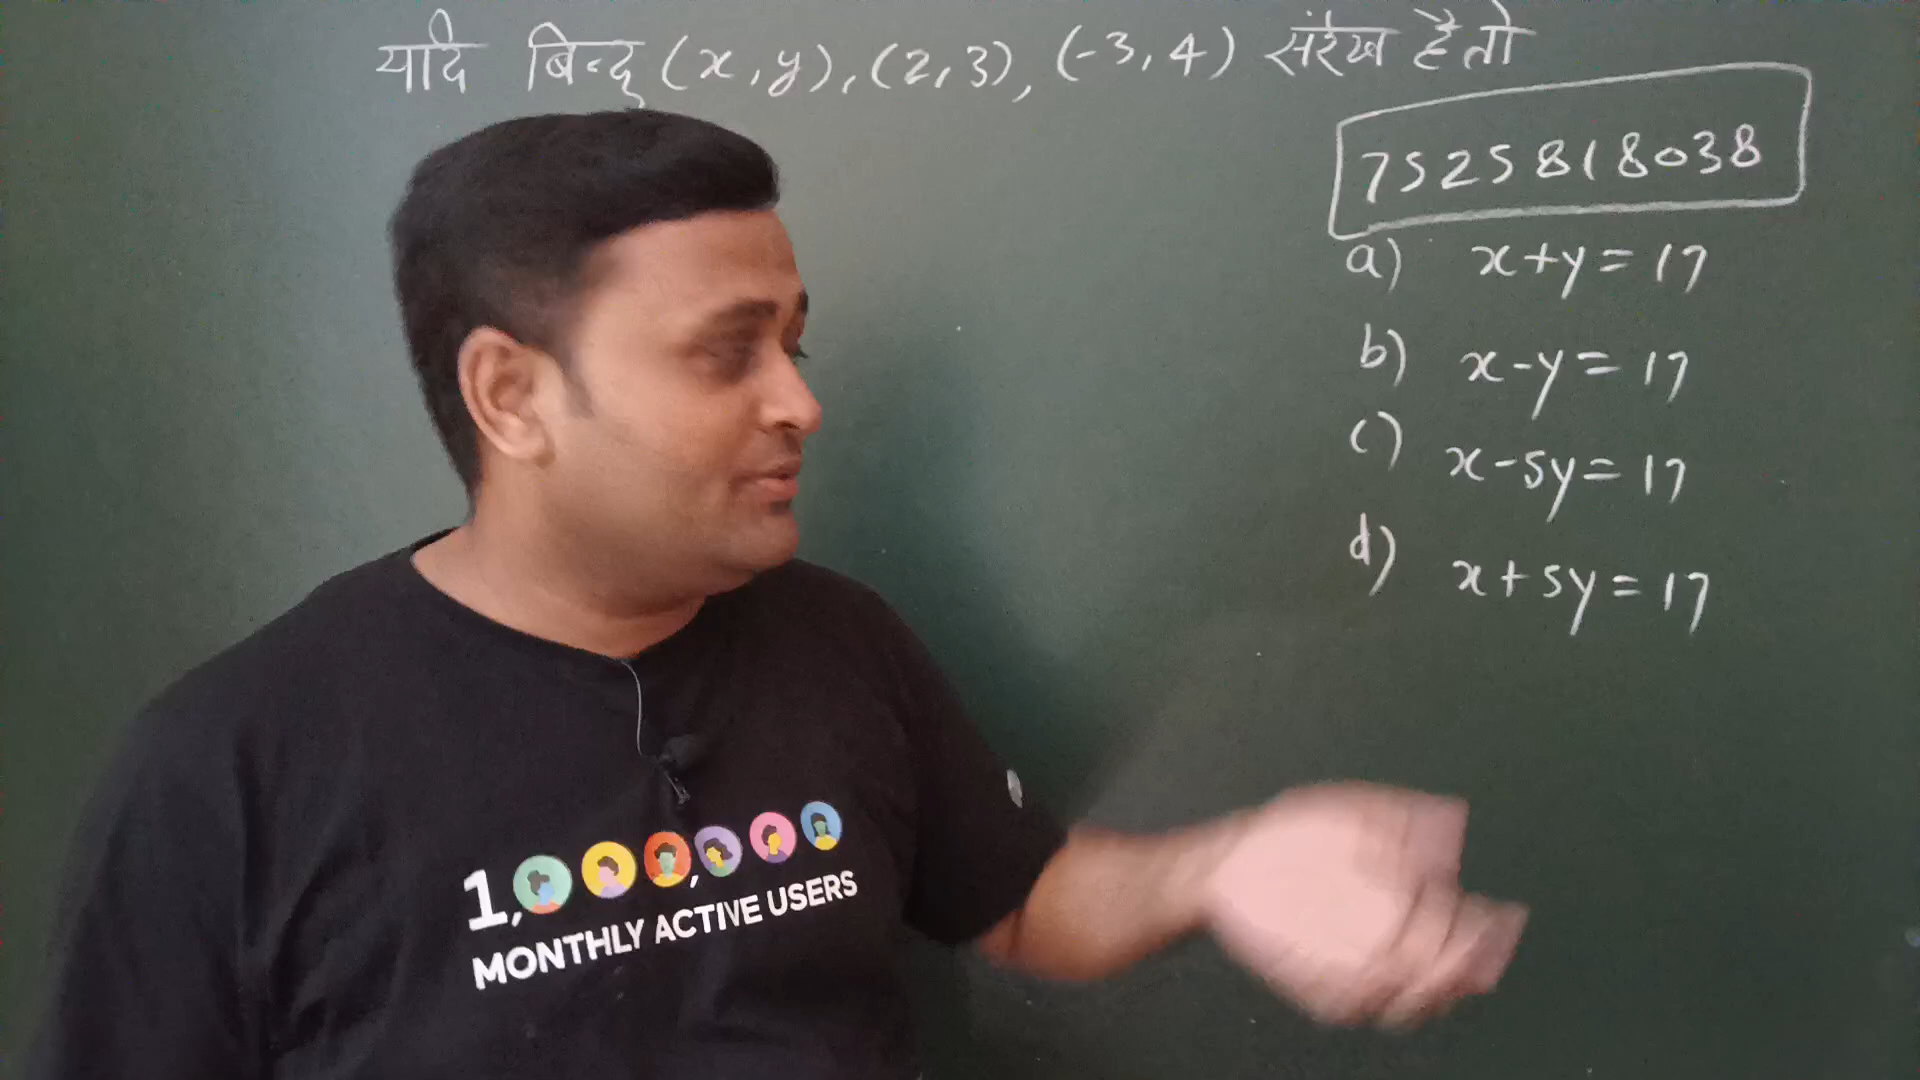 यदि बिन्दू (x,y), (2,3), (-3,4) संरेख है तो
7525818038
a) x+y=17
b) x-y=17
c) x-5y=17
d) x+5y=17
1,
MONTHLY ACTIVE USERS